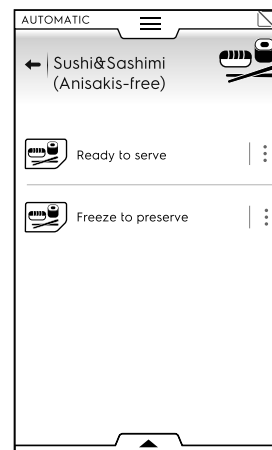 AUTOMATIC
Sushi&Sashimi
(Anisakis-free)
Ready to serve
Freeze to preserve